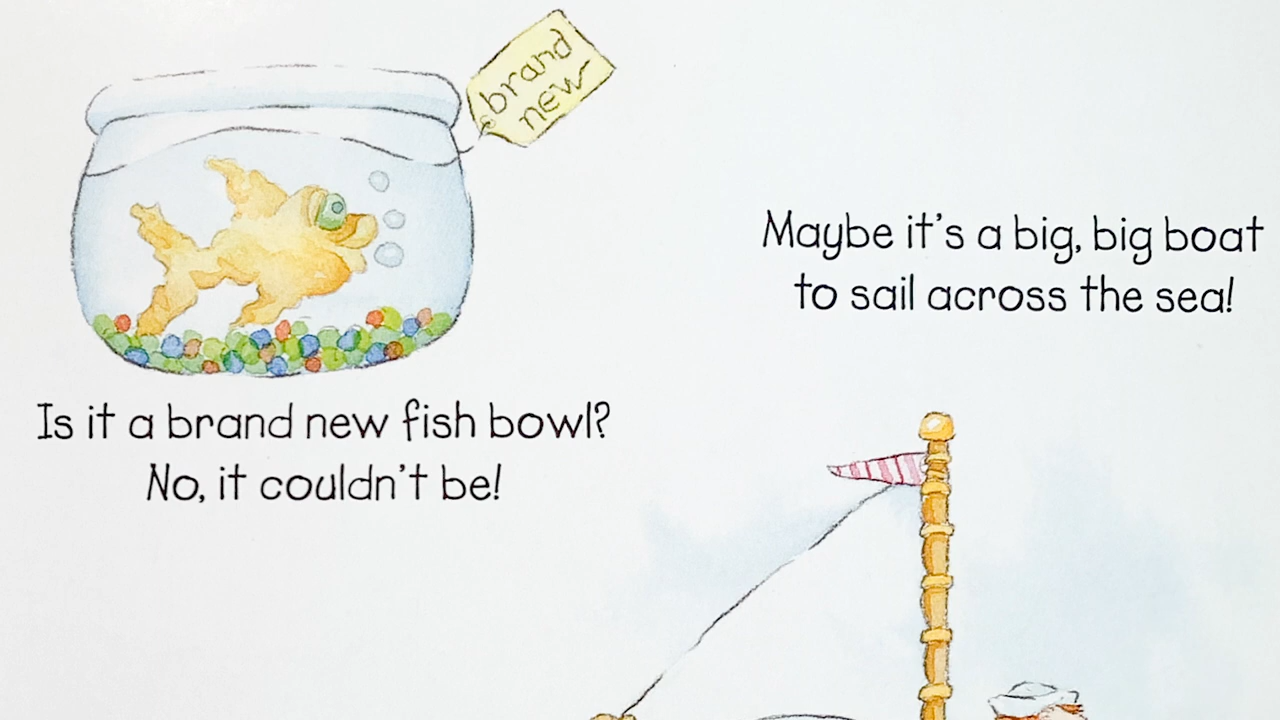 brand
new
Is it a brand new fish bowl?
No, it couldn't be!
Maybe it's a big, big boat
to sail across the sea!